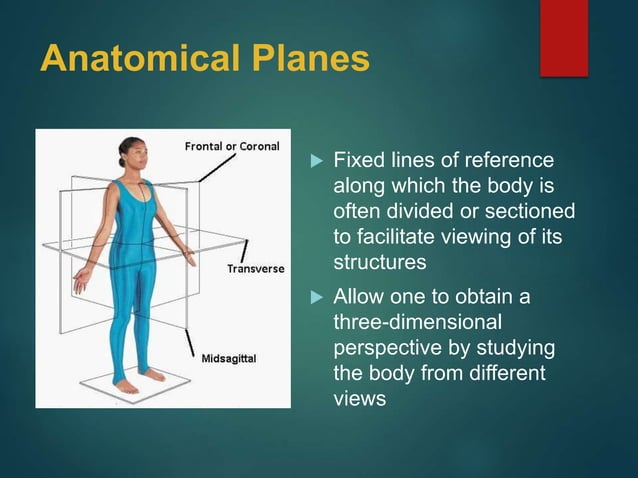 Anatomical Planes
Frontal or Coronal
Transverse
Midsagittal
Fixed lines of reference
along which the body is
often divided or sectioned
to facilitate viewing of its
structures
Allow one to obtain a
three-dimensional
perspective by studying
the body from different
views